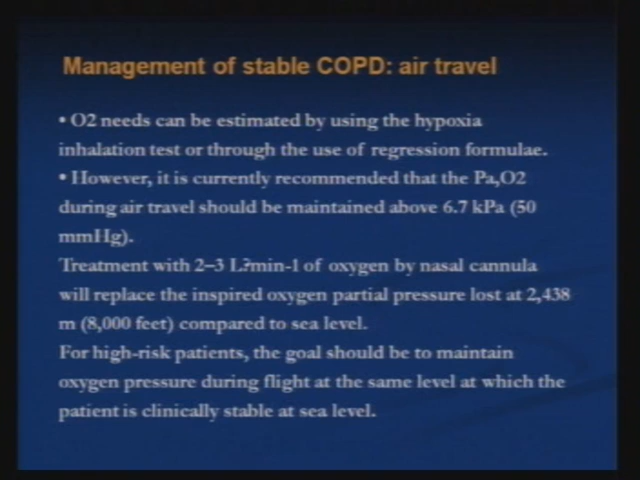 Management of stable COPD: air travel
• O2 needs can be estimated by using the hypoxia
inhalation test or through the use of regression formulae.
• However, it is currently recommended that the Pa,O2
during air travel should be maintained above 6.7 kPa (50
mmHg).
Treatment with 2–3 L?min-1 of oxygen by nasal cannula
will replace the inspired oxygen partial pressure lost at 2,438
m (8,000 feet) compared to sea level.
For high-risk patients, the goal should be to maintain
oxygen pressure during flight at the same level at which the
patient is clinically stable at sea level.